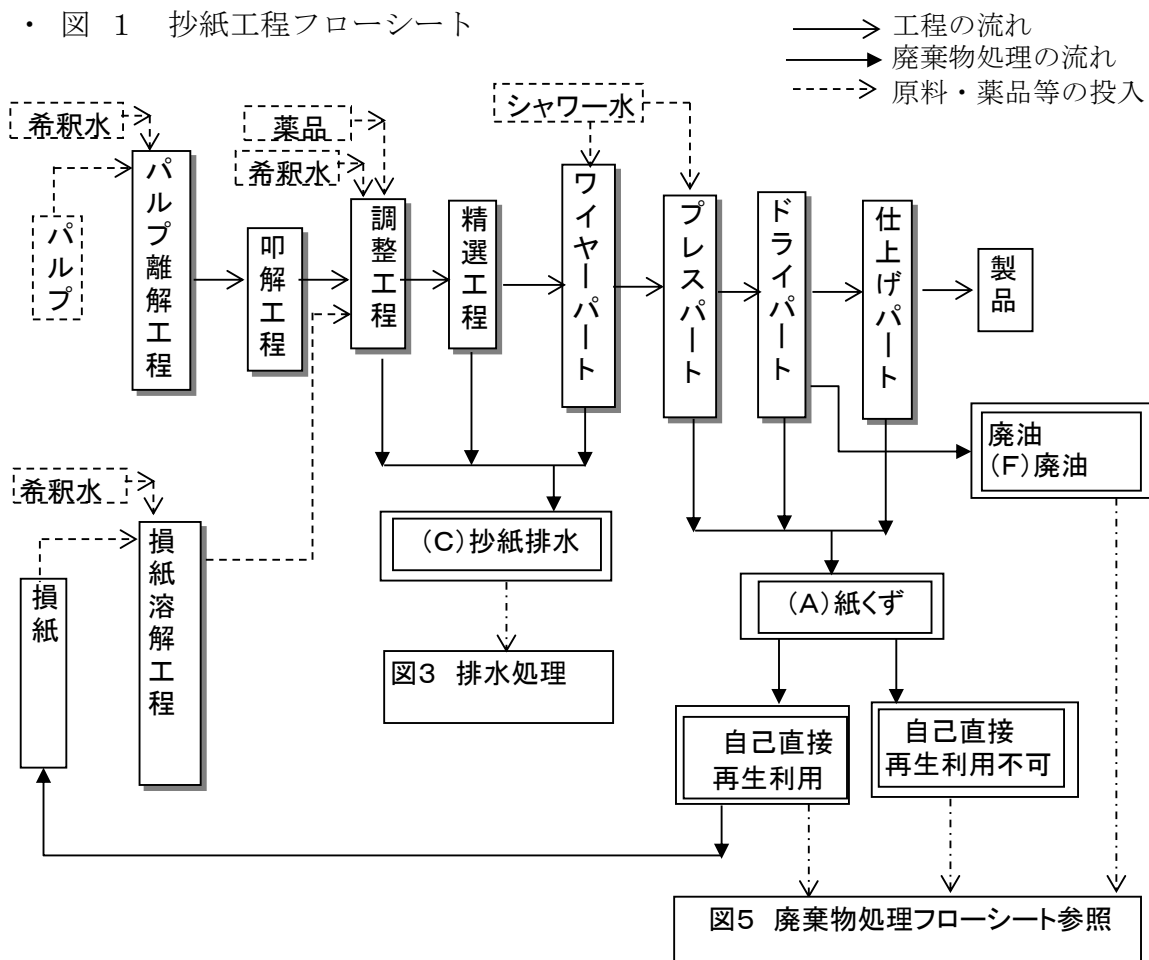 ・ 図 1 抄紙工程フローシート
工程の流れ
廃棄物処理の流れ
原料・薬品等の投入
希釈水
薬品
シャワー水
希釈水
パルプ
パルプ離解工程
叩解工程
調整工程
精選工程
ワイヤーパート
プレスパート
ドライパート
仕上げパート
製品
廃油
(F)廃油
希釈水
損紙
損紙溶解工程
(C)抄紙排水
(A)紙くず
図3 排水処理
自己直接
再生利用
自己直接
再生利用不可
図5 廃棄物処理フローシート参照